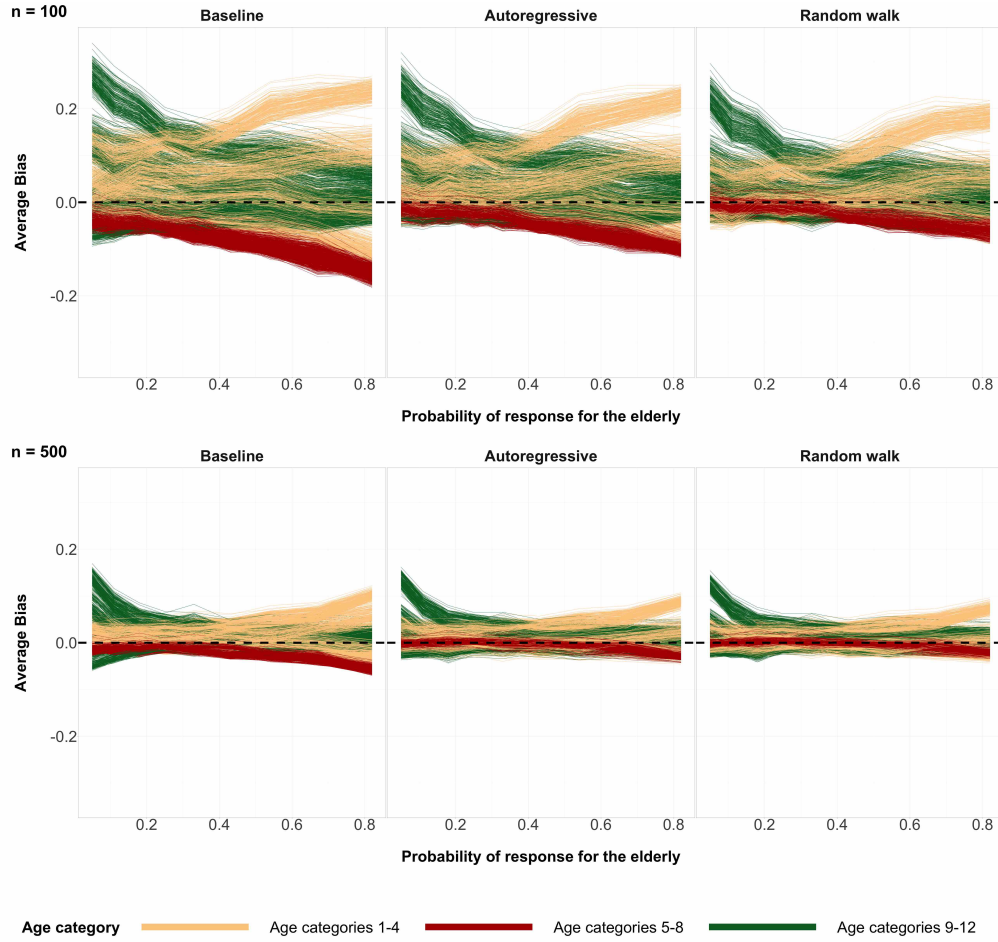 n = 100
Baseline
Autoregressive
Random walk
Average Bias
0.2
0.0
-0.2
0.2 0.4 0.6 0.8
0.2 0.4 0.6 0.8
0.2 0.4 0.6 0.8
Probability of response for the elderly
n = 500
Baseline
Autoregressive
Random walk
Average Bias
0.2
0.0
-0.2
0.2 0.4 0.6 0.8
0.2 0.4 0.6 0.8
0.2 0.4 0.6 0.8
Probability of response for the elderly
Age category Age categories 1-4 Age categories 5-8 Age categories 9-12